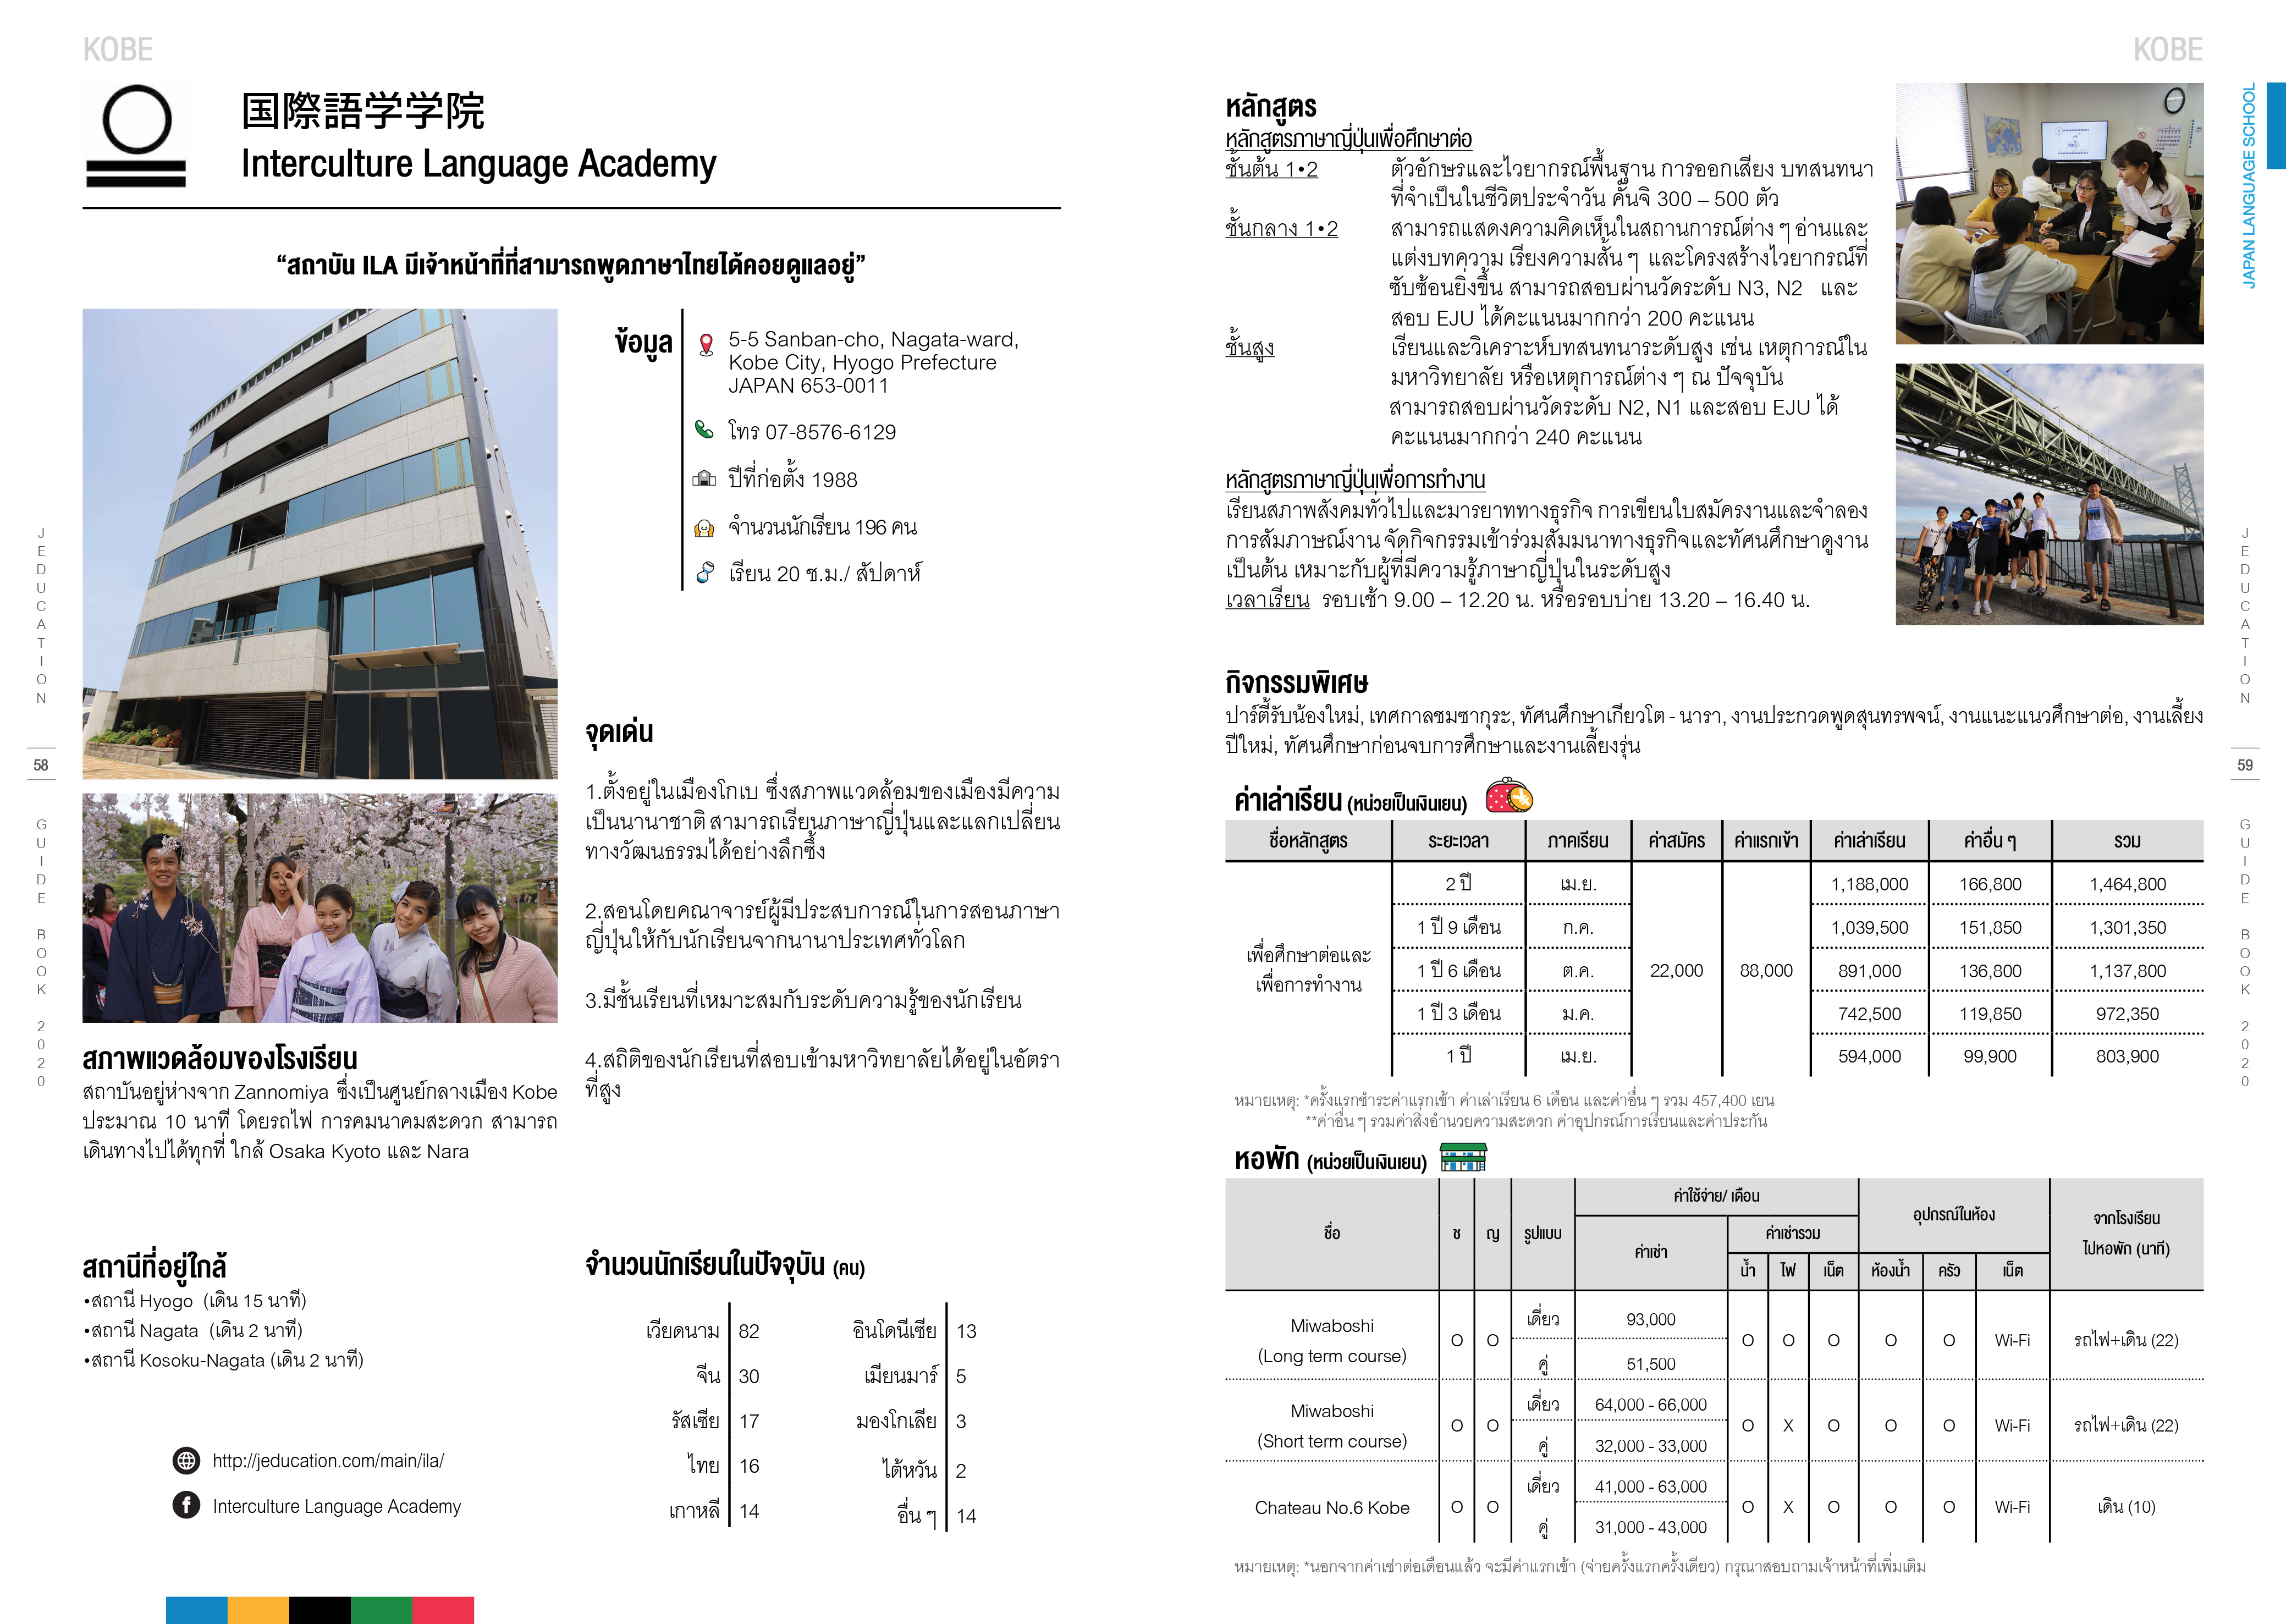 KOBE
国際語学学院
Interculture Language Academy
“สถาบัน ILA มีเจ้าหน้าที่ที่สามารถพูดภาษาไทยได้คอยดูแลอยู่”
ข้อมูล
5-5 Sanban-cho, Nagata-ward,
Kobe City, Hyogo Prefecture
JAPAN 653-0011
โทร 07-8576-6129
ปีที่ก่อตั้ง 1988
จำนวนนักเรียน 196 คน
เรียน 20 ช.ม./ สัปดาห์
จุดเด่น
1.ตั้งอยู่ในเมืองโกเบ ซึ่งสภาพแวดล้อมของเมืองมีความ
เป็นนานาชาติ สามารถเรียนภาษาญี่ปุ่นและแลกเปลี่ยน
ทางวัฒนธรรมได้อย่างลึกซึ้ง
2.สอนโดยคณาจารย์ผู้มีประสบการณ์ในการสอนภาษา
ญี่ปุ่นให้กับนักเรียนจากนานาประเทศทั่วโลก
3.มีชั้นเรียนที่เหมาะสมกับระดับความรู้ของนักเรียน
4.สถิติของนักเรียนที่สอบเข้ามหาวิทยาลัยได้อยู่ในอัตรา
ที่สูง
สภาพแวดล้อมของโรงเรียน
สถาบันอยู่ห่างจาก Zannomiya ซึ่งเป็นศูนย์กลางเมือง Kobe
ประมาณ 10 นาที โดยรถไฟ การคมนาคมสะดวก สามารถ
เดินทางไปได้ทุกที่ ใกล้ Osaka Kyoto และ Nara
สถานีที่อยู่ใกล้
•สถานี Hyogo (เดิน 15 นาที)
•สถานี Nagata (เดิน 2 นาที)
•สถานี Kosoku-Nagata (เดิน 2 นาที)
http://jeducation.com/main/ila/
Interculture Language Academy
จำนวนนักเรียนในปัจจุบัน (คน)
เวียดนาม 82
จีน 30
รัสเซีย 17
ไทย 16
เกาหลี 14
อินโดนีเซีย 13
เมียนมาร์ 5
มองโกเลีย 3
ไต้หวัน 2
อื่น ๆ 14
JEDUCATION
58
GUIDE BOOK 2020
KOBE
JAPAN LANGUAGE SCHOOL
หลักสูตร
หลักสูตรภาษาญี่ปุ่นเพื่อศึกษาต่อ
ชั้นต้น 1•2 ตัวอักษรและไวยากรณ์พื้นฐาน การออกเสียง บทสนทนา
ที่จำเป็นในชีวิตประจำวัน คันจิ 300 – 500 ตัว
ชั้นกลาง 1•2 สามารถแสดงความคิดเห็นในสถานการณ์ต่าง ๆ อ่านและ
แต่งบทความ เรียงความสั้น ๆ และโครงสร้างไวยากรณ์ที่
ซับซ้อนยิ่งขึ้น สามารถสอบผ่านวัดระดับ N3, N2 และ
สอบ EJU ได้คะแนนมากกว่า 200 คะแนน
ชั้นสูง เรียนและวิเคราะห์บทสนทนาระดับสูง เช่น เหตุการณ์ใน
มหาวิทยาลัย หรือเหตุการณ์ต่าง ๆ ณ ปัจจุบัน
สามารถสอบผ่านวัดระดับ N2, N1 และสอบ EJU ได้
คะแนนมากกว่า 240 คะแนน
หลักสูตรภาษาญี่ปุ่นเพื่อการทำงาน
เรียนสภาพสังคมทั่วไปและมารยาททางธุรกิจ การเขียนใบสมัครงานและจำลอง
การสัมภาษณ์งาน จัดกิจกรรมเข้าร่วมสัมมนาทางธุรกิจและทัศนศึกษาดูงาน
เป็นต้น เหมาะกับผู้ที่มีความรู้ภาษาญี่ปุ่นในระดับสูง
เวลาเรียน รอบเช้า 9.00 – 12.20 น. หรือรอบบ่าย 13.20 – 16.40 น.
กิจกรรมพิเศษ
ปาร์ตี้รับน้องใหม่, เทศกาลชมซากุระ, ทัศนศึกษาเกียวโต - นารา, งานประกวดพูดสุนทรพจน์, งานแนะแนวศึกษาต่อ, งานเลี้ยง
ปีใหม่, ทัศนศึกษาก่อนจบการศึกษาและงานเลี้ยงรุ่น
ค่าเล่าเรียน (หน่วยเป็นเงินเยน)
ชื่อหลักสูตร ระยะเวลา ภาคเรียน ค่าสมัคร ค่าแรกเข้า ค่าเล่าเรียน ค่าอื่น ๆ รวม
เพื่อศึกษาต่อและ
เพื่อการทำงาน
2 ปี เม.ย. 1,188,000 166,800 1,464,800
1 ปี 9 เดือน ก.ค. 1,039,500 151,850 1,301,350
1 ปี 6 เดือน ต.ค. 22,000 88,000 891,000 136,800 1,137,800
1 ปี 3 เดือน ม.ค. 742,500 119,850 972,350
1 ปี เม.ย. 594,000 99,900 803,900
หมายเหตุ: *ครั้งแรกชำระค่าแรกเข้า ค่าเล่าเรียน 6 เดือน และค่าอื่น ๆ รวม 457,400 เยน
**ค่าอื่น ๆ รวมค่าสิ่งอำนวยความสะดวก ค่าอุปกรณ์การเรียนและค่าประกัน
หอพัก (หน่วยเป็นเงินเยน)
ชื่อ ช ญ รูปแบบ ค่าใช้จ่าย/ เดือน อุปกรณ์ในห้อง จากโรงเรียน
ไปหอพัก (นาที)
ค่าเช่า ค่าเช่ารวม
น้ำ ไฟ เน็ต ห้องน้ำ ครัว เน็ต
Miwaboshi
(Long term course)
O O เดี่ยว 93,000 O O O O O Wi-Fi รถไฟ+เดิน (22)
คู่ 51,500
Miwaboshi
(Short term course)
O O เดี่ยว 64,000 - 66,000 O X O O O Wi-Fi รถไฟ+เดิน (22)
คู่ 32,000 - 33,000
Chateau No.6 Kobe O O เดี่ยว 41,000 - 63,000 O X O O O Wi-Fi เดิน (10)
คู่ 31,000 - 43,000
หมายเหตุ: *นอกจากค่าเช่าต่อเดือนแล้ว จะมีค่าแรกเข้า (จ่ายครั้งแรกครั้งเดียว) กรุณาสอบถามเจ้าหน้าที่เพิ่มเติม
JEDUCATION
59
GUIDE BOOK 2020